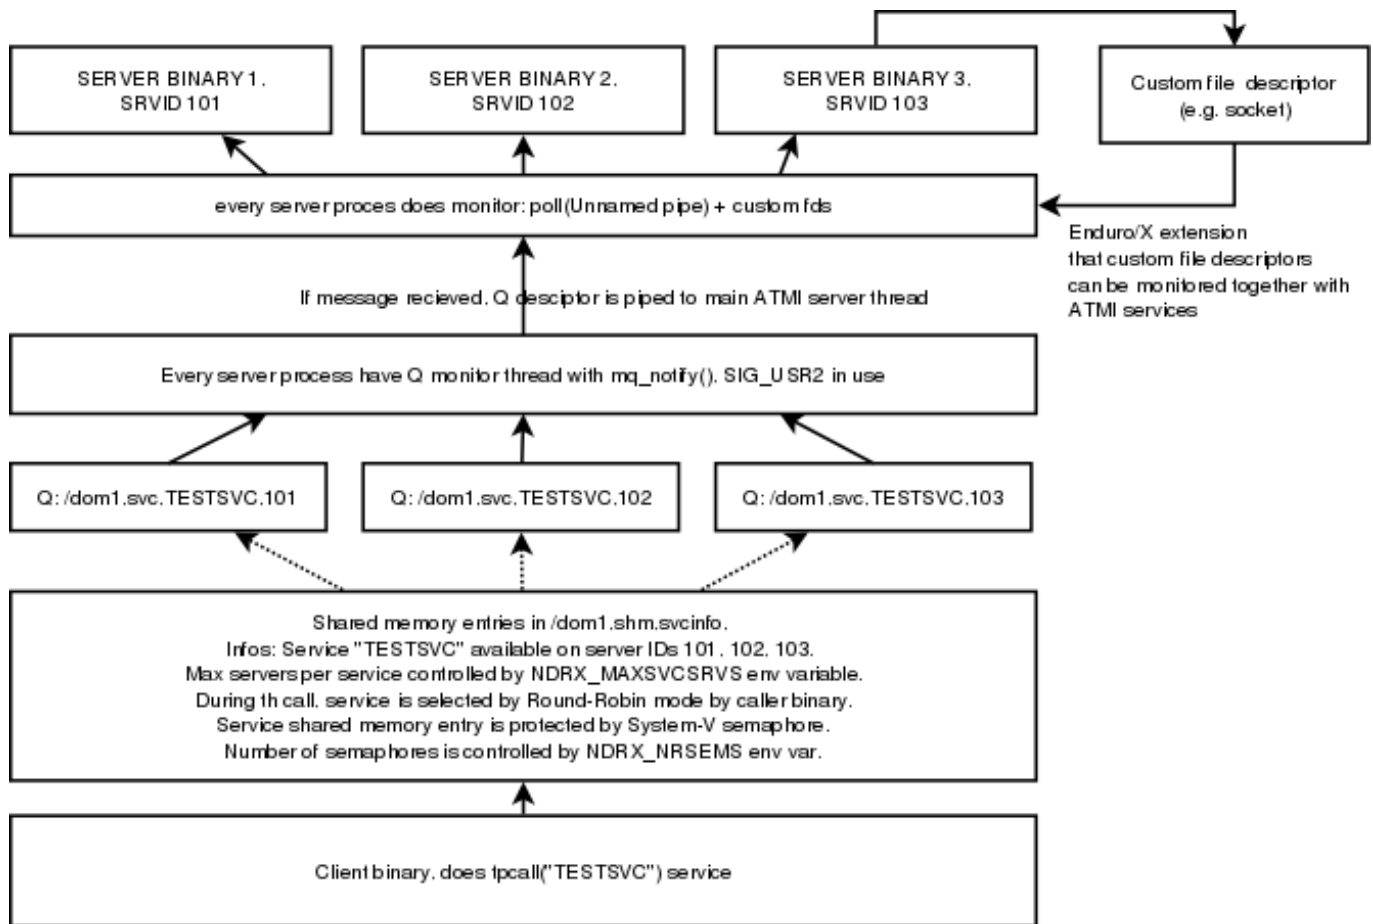 SERVER BINARY 1.
SRVID 101
SERVER BINARY 2.
SRVID 102
SERVER BINARY 3.
SRVID 103
Custom file descriptor
(e.g. socket)
every server proces does monitor: poll(Unnamed pipe) + custom fds
Enduro/X extension
that custom file descriptors
can be monitored together with
ATMI services
If message recieved, Q desciptor is piped to main ATMI server thread
Every server process have Q monitor thread with mq_notify(), SIG_USR2 in use
Q: /dom1,svc,TESTSVC,101
Q: /dom1,svc,TESTSVC,102
Q: /dom1,svc,TESTSVC,103
Shared memory entries in /dom1,shm,svcinfo.
Infos: Service "TESTSVC" available on server IDs 101, 102, 103.
Max servers per service controlled by NDRX_MAXSVCSRVS env variable.
During th call, service is selected by Round-Robin mode by caller binary.
Service shared memory entry is protected by System-V semaphore.
Number of semaphores is controlled by NDRX_NRSEMS env var.
Client binary, does tpcall("TESTSVC") service